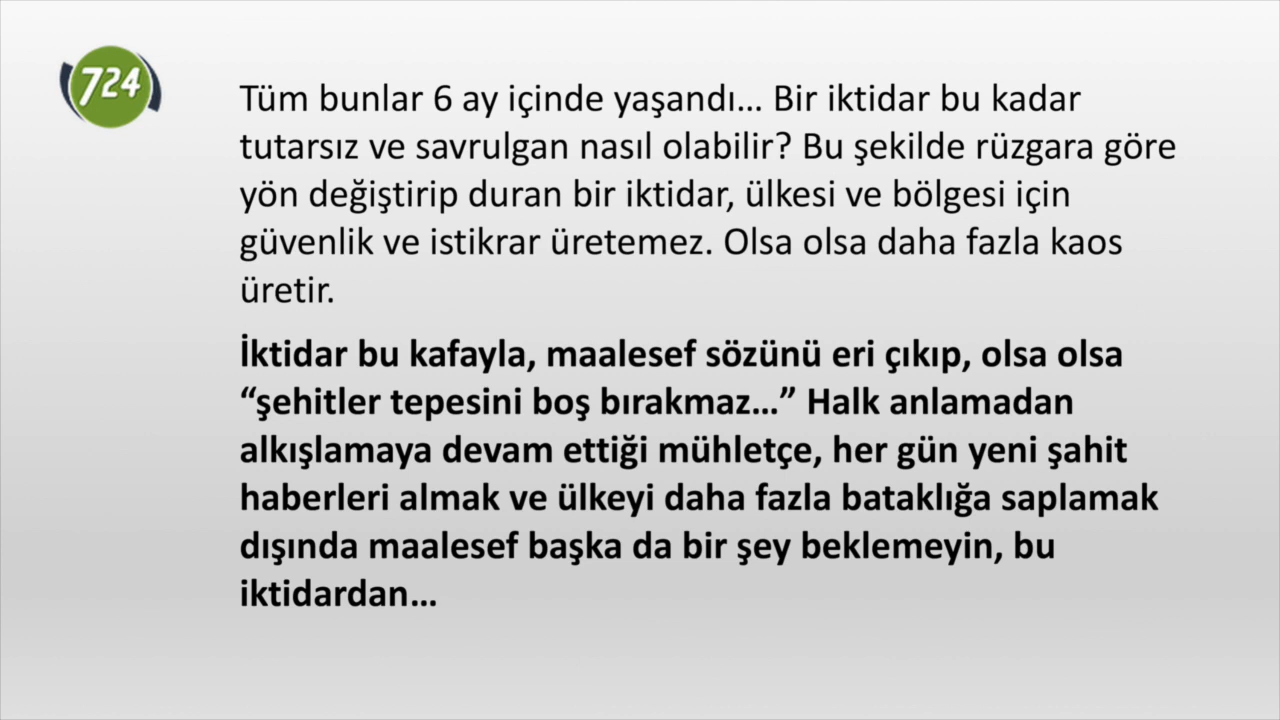 724
Tüm bunlar 6 ay içinde yaşandı… Bir iktidar bu kadar
tutarsız ve savrulgan nasıl olabilir? Bu şekilde rüzgara göre
yön değiştirip duran bir iktidar, ülkesi ve bölgesi için
güvenlik ve istikrar üretemez. Olsa olsa daha fazla kaos
üretir.
İktidar bu kafayla, maalesef sözünü eri çıkıp, olsa olsa
“şehitler tepesini boş bırakmaz…” Halk anlamadan
alkışlamaya devam ettiği mühletçe, her gün yeni şahit
haberleri almak ve ülkeyi daha fazla bataklığa saplamak
dışında maalesef başka da bir şey beklemeyin, bu
iktidardan…